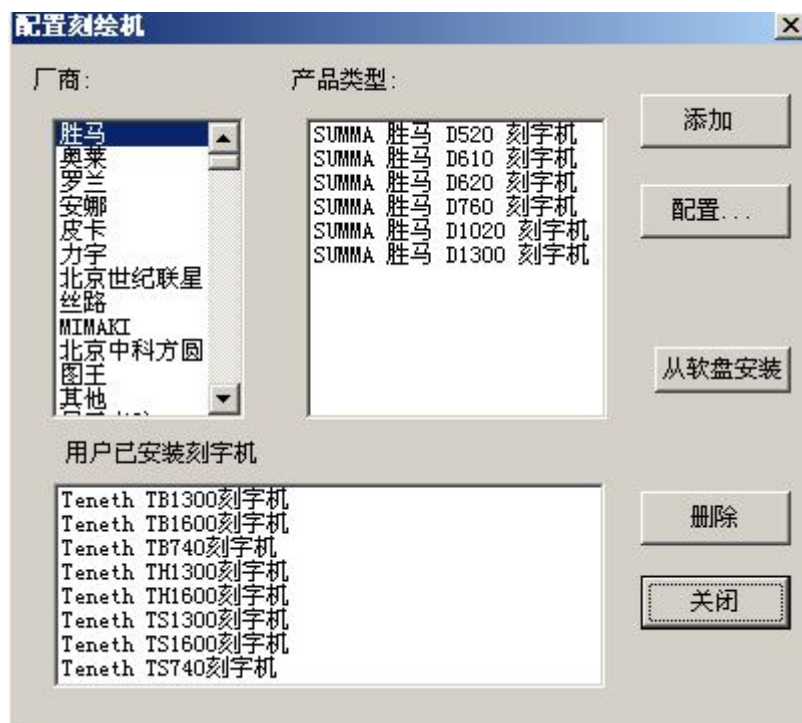 配置刻绘机
厂商:
产品类型:
胜马
奥莱
罗兰
安娜
皮卡
力宇
北京世纪联星
丝路
MIMAKI
北京中科方圆
图王
其他
SUMMA 胜马 D520 刻字机
SUMMA 胜马 D610 刻字机
SUMMA 胜马 D620 刻字机
SUMMA 胜马 D760 刻字机
SUMMA 胜马 D1020 刻字机
SUMMA 胜马 D1300 刻字机
添加
配置...
从软盘安装
用户已安装刻字机
Teneth TB1300刻字机
Teneth TB1600刻字机
Teneth TB740刻字机
Teneth TH1300刻字机
Teneth TH1600刻字机
Teneth TS1300刻字机
Teneth TS1600刻字机
Teneth TS740刻字机
删除
关闭